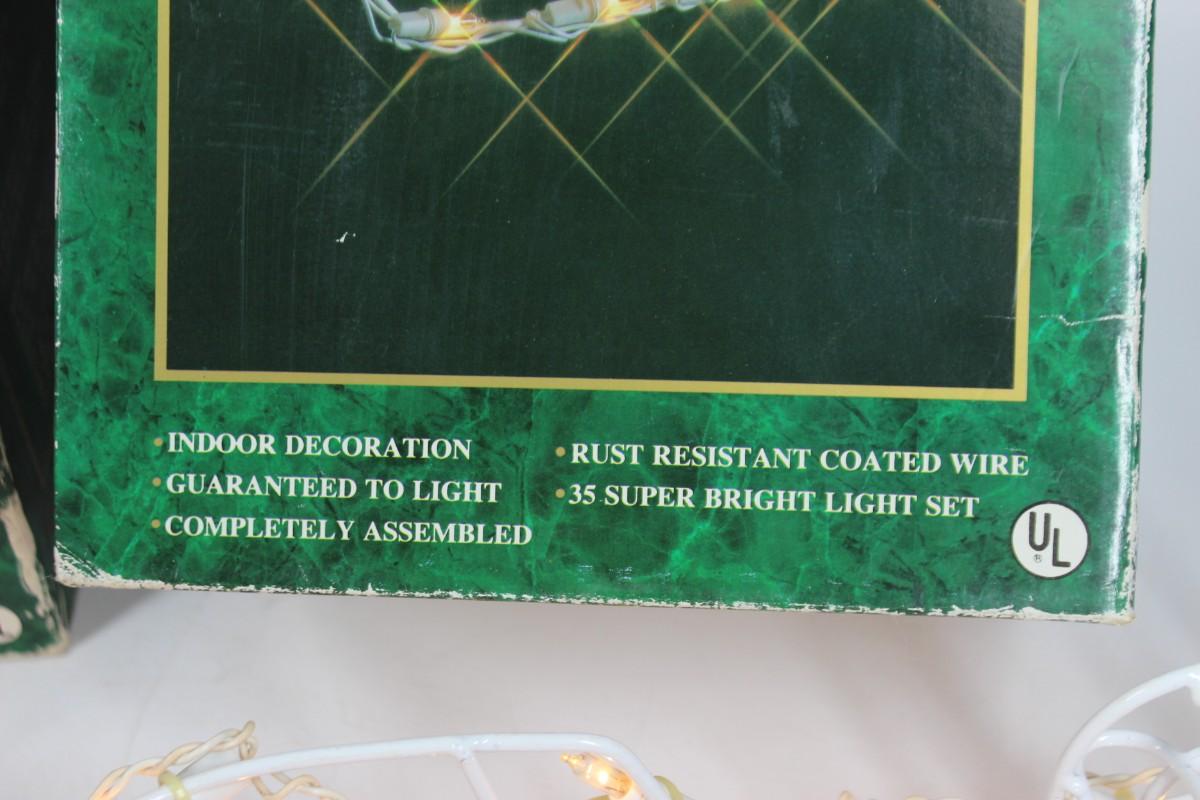 •INDOOR DECORATION
•GUARANTEED TO LIGHT
•COMPLETELY ASSEMBLED
•RUST RESISTANT COATED WIRE
•35 SUPER BRIGHT LIGHT SET
UL
®